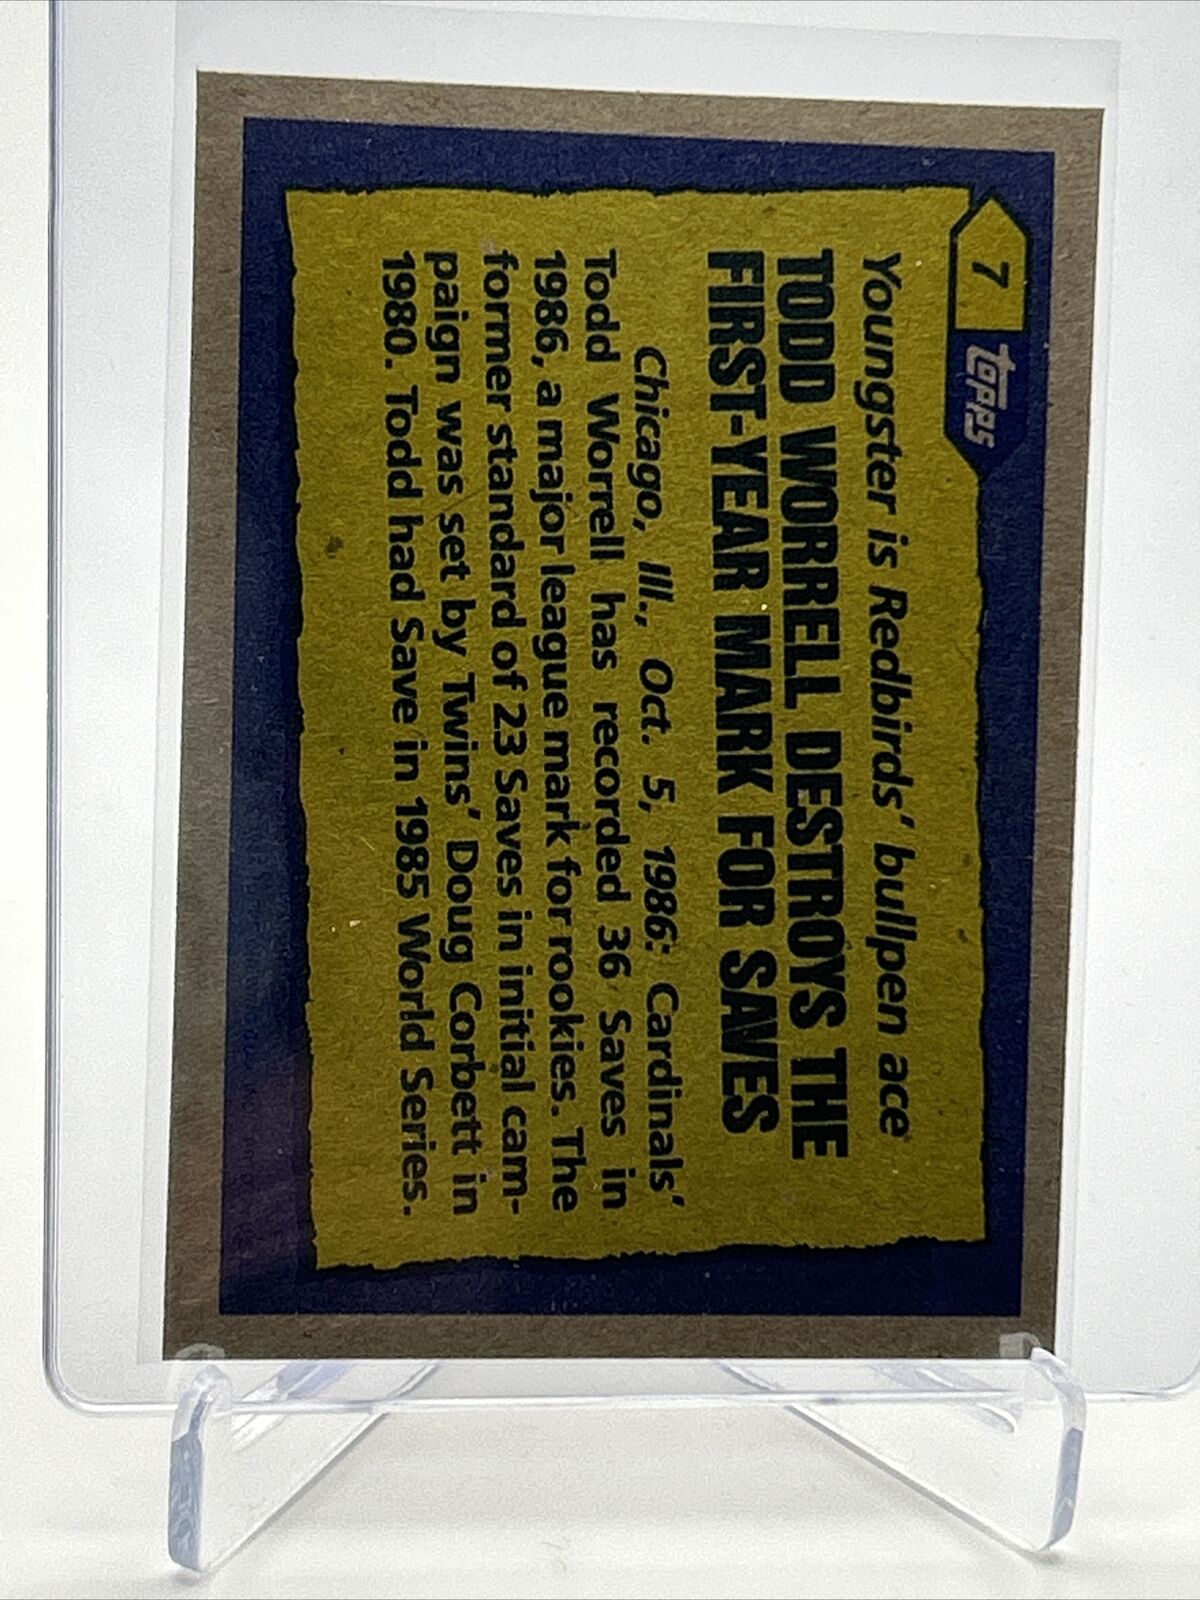 7
topps
Youngster is Redbirds' bullpen ace
TODD WORRELL DESTROYS THE
FIRST-YEAR MARK FOR SAVES
Chicago, Ill., Oct. 5, 1986: Cardinals'
Todd Worrell has recorded 36 Saves in
1986, a major league mark for rookies. The
former standard of 23 Saves in initial cam-
paign was set by Twins' Doug Corbett in
1980. Todd had Save in 1985 World Series.